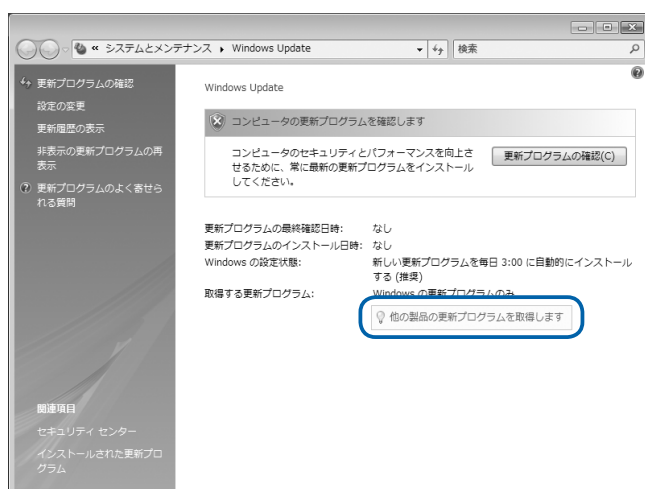 « システムとメンテナンス ▸ Windows Update
検索
更新プログラムの確認
設定の変更
更新履歴の表示
非表示の更新プログラムの再
表示
更新プログラムのよく寄せら
れる質問
関連項目
セキュリティ センター
インストールされた更新プロ
グラム
Windows Update
コンピュータの更新プログラムを確認します
コンピュータのセキュリティとパフォーマンスを向上さ
せるために、常に最新の更新プログラムをインストール
してください。
更新プログラムの確認(C)
更新プログラムの最終確認日時: なし
更新プログラムのインストール日時: なし
Windows の設定状態: 新しい更新プログラムを毎日 3:00 に自動的にインストール
する (推奨)
取得する更新プログラム: Windows の更新プログラムのみ
他の製品の更新プログラムを取得します